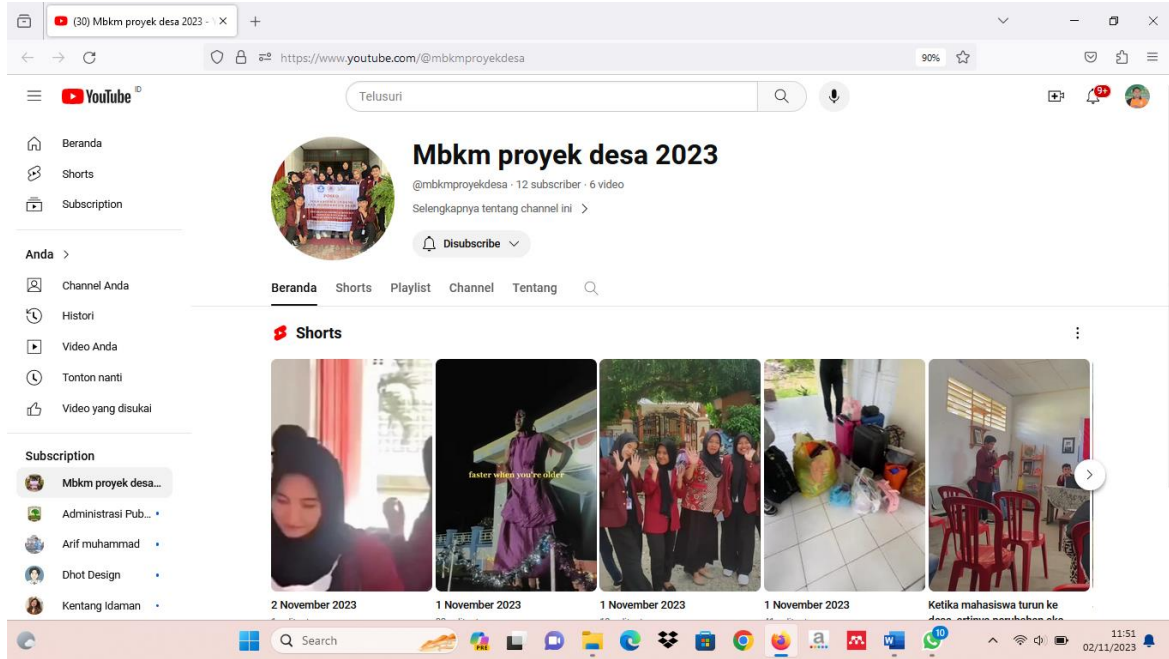 (30) Mbkm proyek desa 2023 -
https://www.youtube.com/@mbkmproyekdesa
90%
YouTube ID
Telusuri
9+
Beranda
Shorts
Subscription
Anda
Channel Anda
Histori
Video Anda
Tonton nanti
Video yang disukai
Subscription
Mbkm proyek desa...
Administrasi Pub...
Arif muhammad
Dhot Design
Kentang Idaman
Mbkm proyek desa 2023
@mbkmproyekdesa · 12 subscriber · 6 video
Selengkapnya tentang channel ini
Disubscribe
Beranda Shorts Playlist Channel Tentang
Shorts
faster when you're older
2 November 2023
1 November 2023
1 November 2023
1 November 2023
Ketika mahasiswa turun ke
Search
PRE
10
11:51
02/11/2023